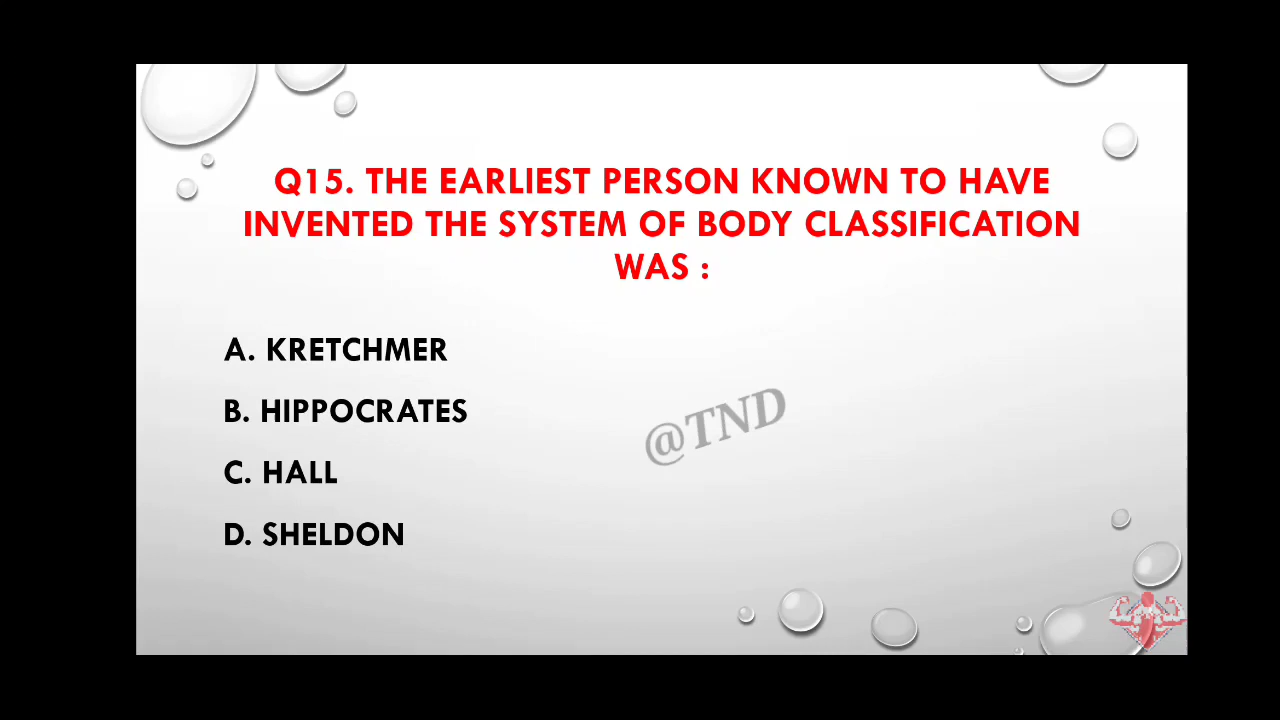 Q15. THE EARLIEST PERSON KNOWN TO HAVE
INVENTED THE SYSTEM OF BODY CLASSIFICATION
WAS :
A. KRETCHMER
B. HIPPOCRATES
@TND
C. HALL
D. SHELDON